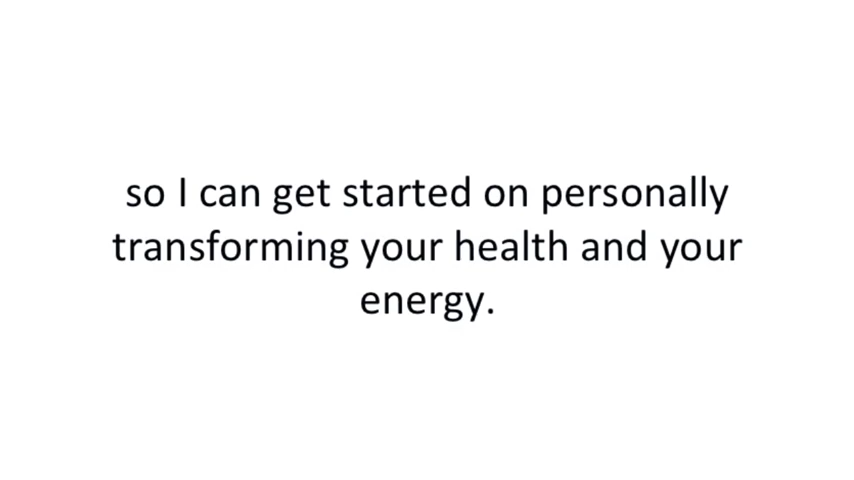 so I can get started on personally
transforming your health and your
energy.